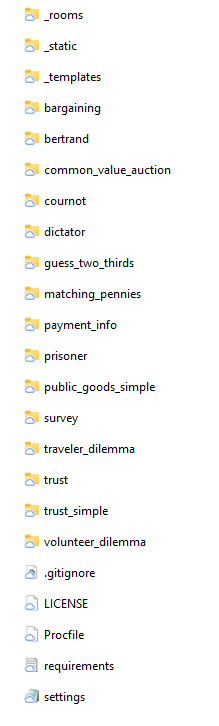 _rooms
_static
_templates
bargaining
bertrand
common_value_auction
cournot
dictator
guess_two_thirds
matching_pennies
payment_info
prisoner
public_goods_simple
survey
traveler_dilemma
trust
trust_simple
volunteer_dilemma
.gitignore
LICENSE
Procfile
requirements
settings